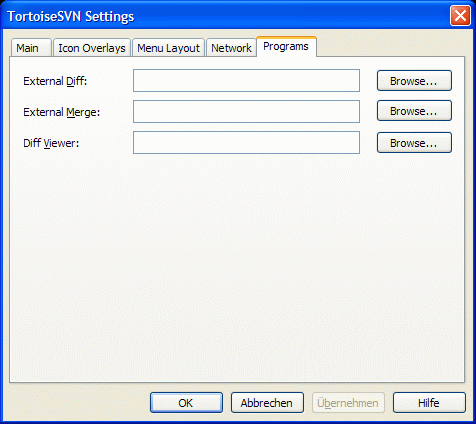 TortoiseSVN Settings
Main Icon Overlays Menu Layout Network Programs
External Diff: Browse...
External Merge: Browse...
Diff Viewer: Browse...
OK Abbrechen Übernehmen Hilfe